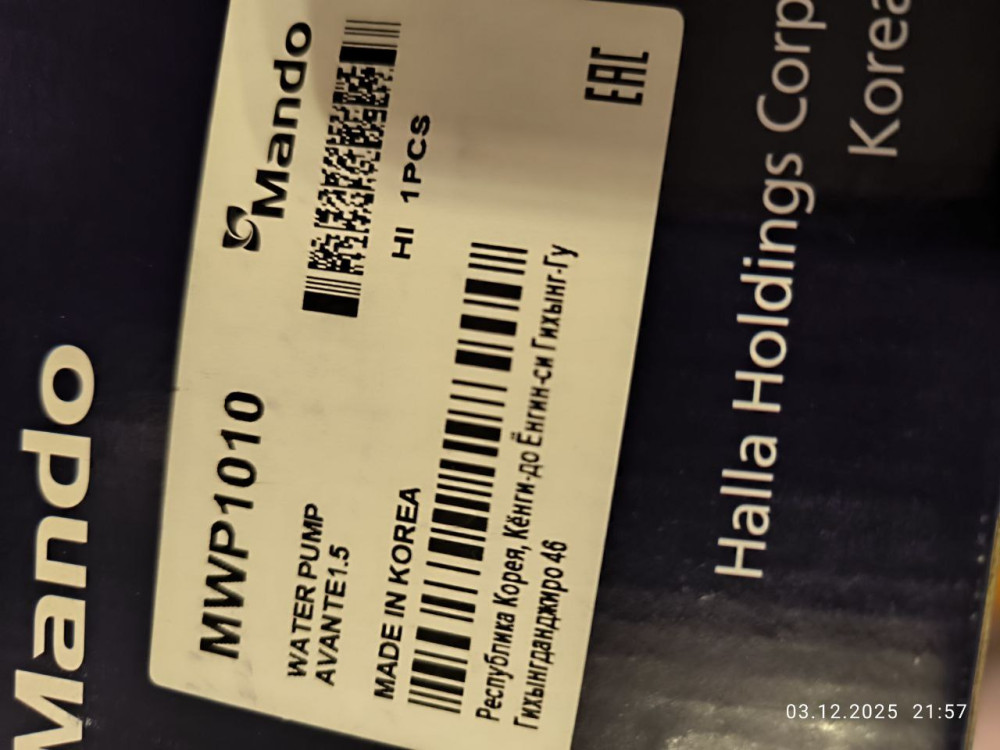 Mando
Mando
MWP1010
WATER PUMP
AVANTE1.5
HI 1PCS
MADE IN KOREA
Республика Корея, Кёнги-до Ёнгин-си Гихынг-Гу
Гихынгданджиро 46
EAC
Halla Holdings Corp
Korea
03.12.2025 21:57